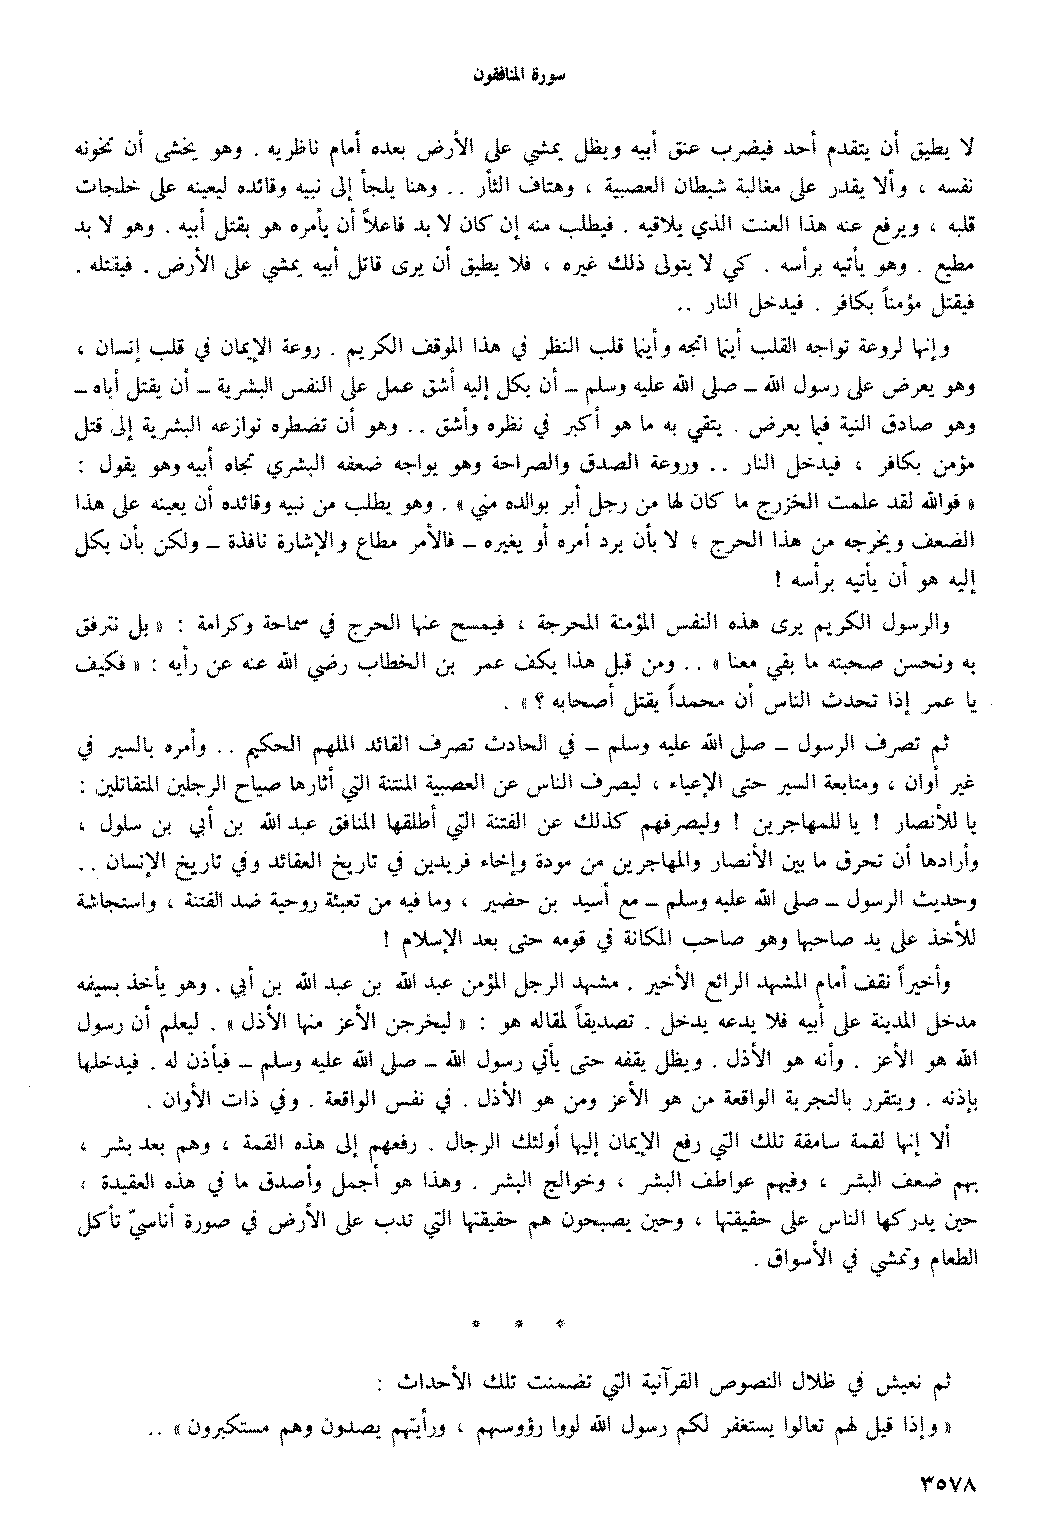 سورة المنافقون
لا يطيق أن يتقدم أحد فيضرب عنق أبيه ويظل يمشي على الأرض بعده أمام ناظريه . وهو يخشى أن تخونه
نفسه ، وألا يقدر على مغالبة شيطان العصبية ، وهتاف الثأر .. وهنا يلجأ إلى نبيه وقائده ليعينه على خلجات
قلبه ، ويرفع عنه هذا العنت الذي يلاقيه . فيطلب منه إن كان لا بد فاعلاً أن يأمره هو بقتل أبيه . وهو لا بد
مطيع . وهو يأتيه برأسه . كي لا يتولى ذلك غيره ، فلا يطيق أن يرى قاتل أبيه يمشي على الأرض . فيقتله .
فيقتل مؤمناً بكافر . فيدخل النار ..
وإنها لروعة تواجه القلب أينما اتجه وأينما قلب النظر في هذا الموقف الكريم . روعة الإيمان في قلب إنسان ،
وهو يعرض على رسول الله – صلى الله عليه وسلم – أن يكل إليه أشق عمل على النفس البشرية – أن يقتل أباه –
وهو صادق النية فيما يعرض . يتقي به ما هو أكبر في نظره وأشق .. وهو أن تضطره نوازعه البشرية إلى قتل
مؤمن بكافر ، فيدخل النار .. وروعة الصدق والصراحة وهو يواجه ضعفه البشري تجاه أبيه وهو يقول :
« فوالله لقد علمت الخزرج ما كان لها من رجل أبر بوالده مني » . وهو يطلب من نبيه وقائده أن يعينه على هذا
الضعف ويخرجه من هذا الحرج ؛ لا بأن يرد أمره أو يغيره – فالأمر مطاع والإشارة نافذة – ولكن بأن يكل
إليه هو أن يأتيه برأسه !
والرسول الكريم يرى هذه النفس المؤمنة المحرجة ، فيمسح عنها الحرج في سماحة وكرامة : « بل نترفق
به ونحسن صحبته ما بقي معنا » .. ومن قبل هذا يكف عمر بن الخطاب رضي الله عنه عن رأيه : « فكيف
يا عمر إذا تحدث الناس أن محمداً يقتل أصحابه ؟ » .
ثم تصرف الرسول – صلى الله عليه وسلم – في الحادث تصرف القائد الملهم الحكيم .. وأمره بالسير في
غير أوان ، ومتابعة السير حتى الإعياء ، ليصرف الناس عن العصبية المنتنة التي أثارها صياح الرجلين المتقاتلين :
يا للأنصار ! يا للمهاجرين ! وليصرفهم كذلك عن الفتنة التي أطلقها المنافق عبد الله بن أبي بن سلول ،
وأرادها أن تحرق ما بين الأنصار والمهاجرين من مودة وإخاء فريدين في تاريخ العقائد وفي تاريخ الإنسان ..
وحديث الرسول – صلى الله عليه وسلم – مع أسيد بن حضير ، وما فيه من تعبئة روحية ضد الفتنة ، واستجاشة
للأخذ على يد صاحبها وهو صاحب المكانة في قومه حتى بعد الإسلام !
وأخيراً نقف أمام المشهد الرائع الأخير . مشهد الرجل المؤمن عبد الله بن عبد الله بن أبي . وهو يأخذ بسيفه
مدخل المدينة على أبيه فلا يدعه يدخل . تصديقاً لمقاله هو : « ليخرجن الأعز منها الأذل » . ليعلم أن رسول
الله هو الأعز . وأنه هو الأذل . ويظل يقفه حتى يأتي رسول الله – صلى الله عليه وسلم – فيأذن له . فيدخلها
بإذنه . ويتقرر بالتجربة الواقعة من هو الأعز ومن هو الأذل . في نفس الواقعة . وفي ذات الأوان .
ألا إنها لقمة سامقة تلك التي رفع الإيمان إليها أولئك الرجال . رفعهم إلى هذه القمة ، وهم بعد بشر ،
بهم ضعف البشر ، وفيهم عواطف البشر ، وخوالج البشر . وهذا هو أجمل وأصدق ما في هذه العقيدة ،
حين يدركها الناس على حقيقتها ، وحين يصبحون هم حقيقتها التي تدب على الأرض في صورة أناسيّ تأكل
الطعام وتمشي في الأسواق .
* * *
ثم نعيش في ظلال النصوص القرآنية التي تضمنت تلك الأحداث :
« وإذا قيل لهم تعالوا يستغفر لكم رسول الله لووا رؤوسهم ، ورأيتهم يصدون وهم مستكبرون » ..
٣٥٧٨